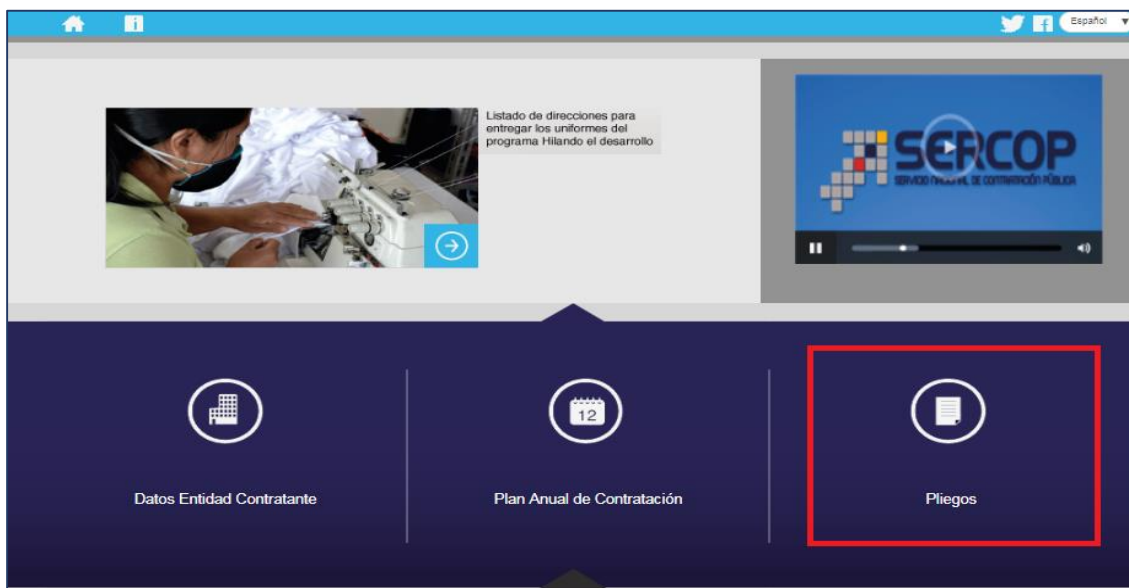 Español
Listado de direcciones para
entregar los uniformes del
programa Hilando el desarrollo
SERCOP
SERVICIO NACIONAL DE CONTRATACIÓN PÚBLICA
12
Datos Entidad Contratante
Plan Anual de Contratación
Pliegos